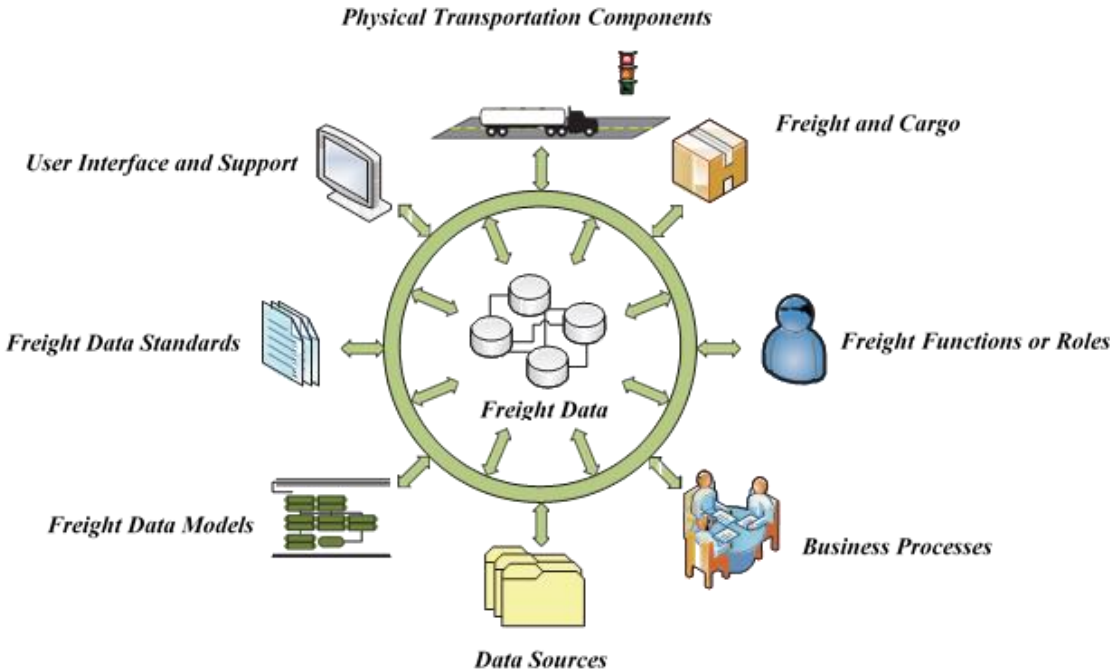 Physical Transportation Components
Freight and Cargo
User Interface and Support
Freight Data Standards
Freight Functions or Roles
Freight Data
Freight Data Models
Business Processes
Data Sources